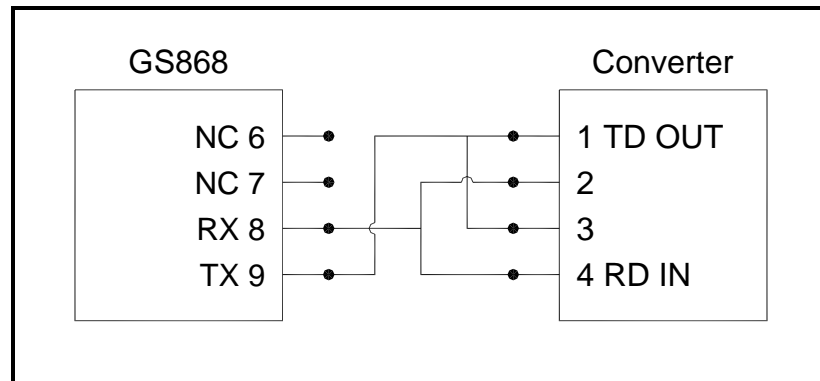 GS868
NC 6
NC 7
RX 8
TX 9
Converter
1 TD OUT
2
3
4 RD IN